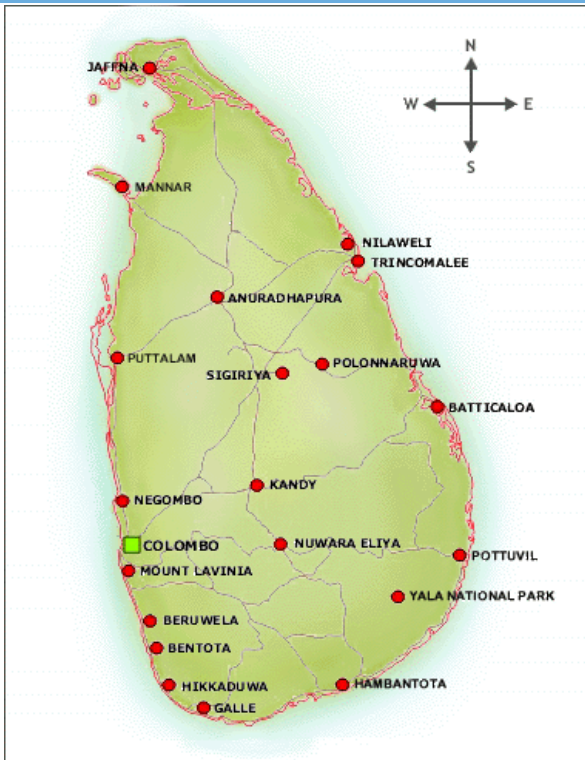 N
JAFFNA
W E
S
MANNAR
NILAWELI
TRINCOMALEE
ANURADHAPURA
PUTTALAM
POLONNARUWA
SIGIRIYA
BATTICALOA
KANDY
NEGOMBO
COLOMBO
NUWARA ELIYA
POTTUVIL
MOUNT LAVINIA
YALA NATIONAL PARK
BERUWELA
BENTOTA
HIKKADUWA
HAMBANTOTA
GALLE